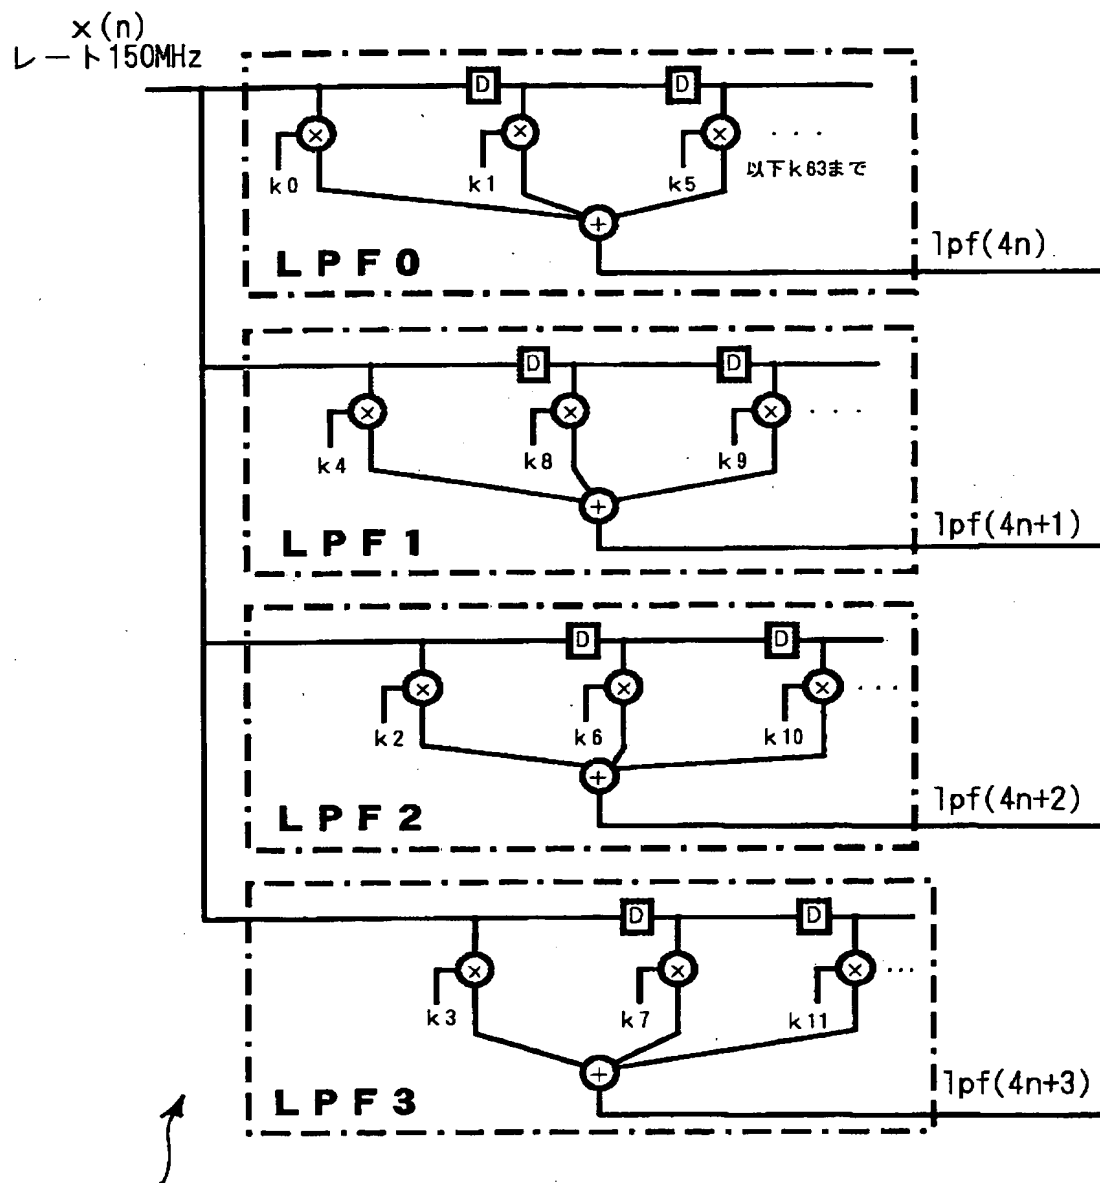 x(n)
レート150MHz
D
D
×
×
×
k0
k1
k5
...
以下k63まで
+
LPF0
lpf(4n)
D
D
×
×
×
k4
k8
k9
....
+
LPF1
lpf(4n+1)
D
D
×
×
×
k2
k6
k10
....
+
LPF2
lpf(4n+2)
D
D
×
×
×
k3
k7
k11
...
+
LPF3
lpf(4n+3)